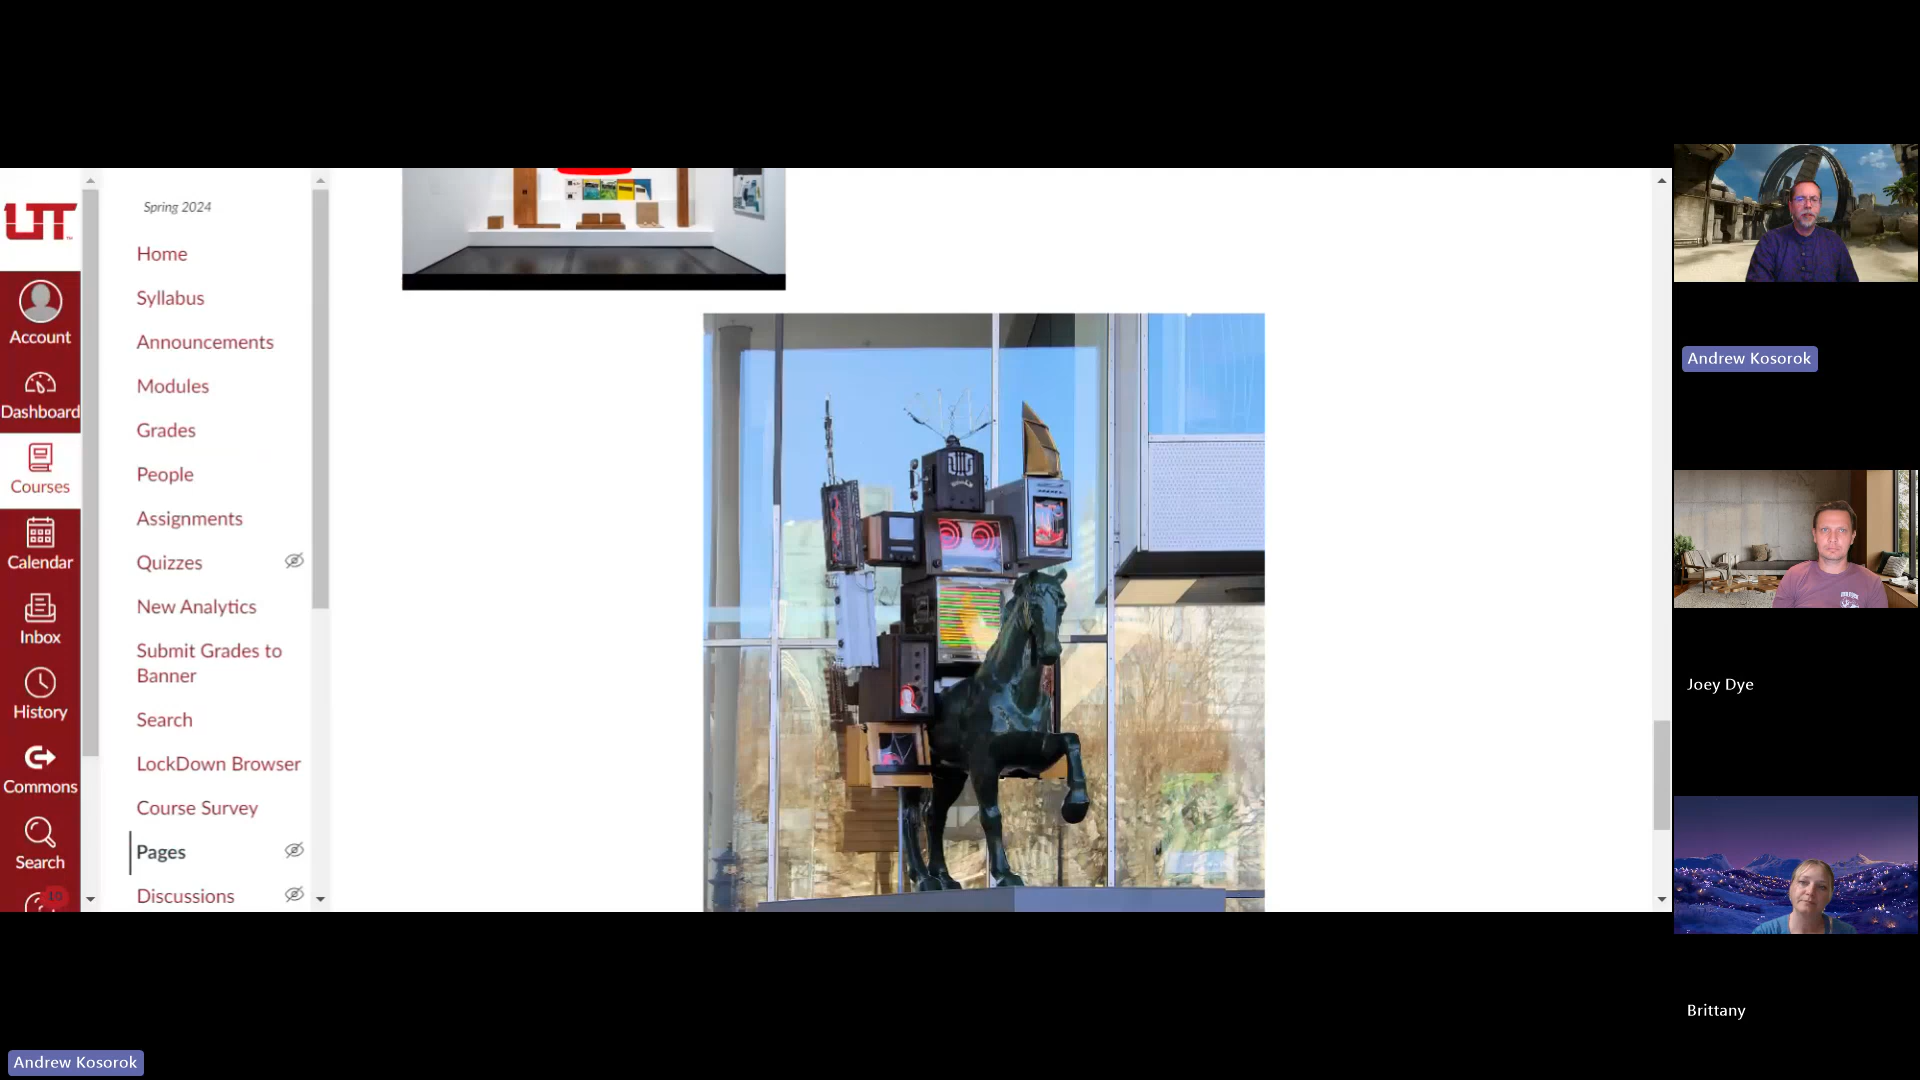 UT
Account
Dashboard
Courses
Calendar
Inbox
History
Commons
Search
10
Spring 2024
Home
Syllabus
Announcements
Modules
Grades
People
Assignments
Quizzes
New Analytics
Submit Grades to
Banner
Search
LockDown Browser
Course Survey
Pages
Discussions
Andrew Kosorok
Joey Dye
Brittany
Andrew Kosorok